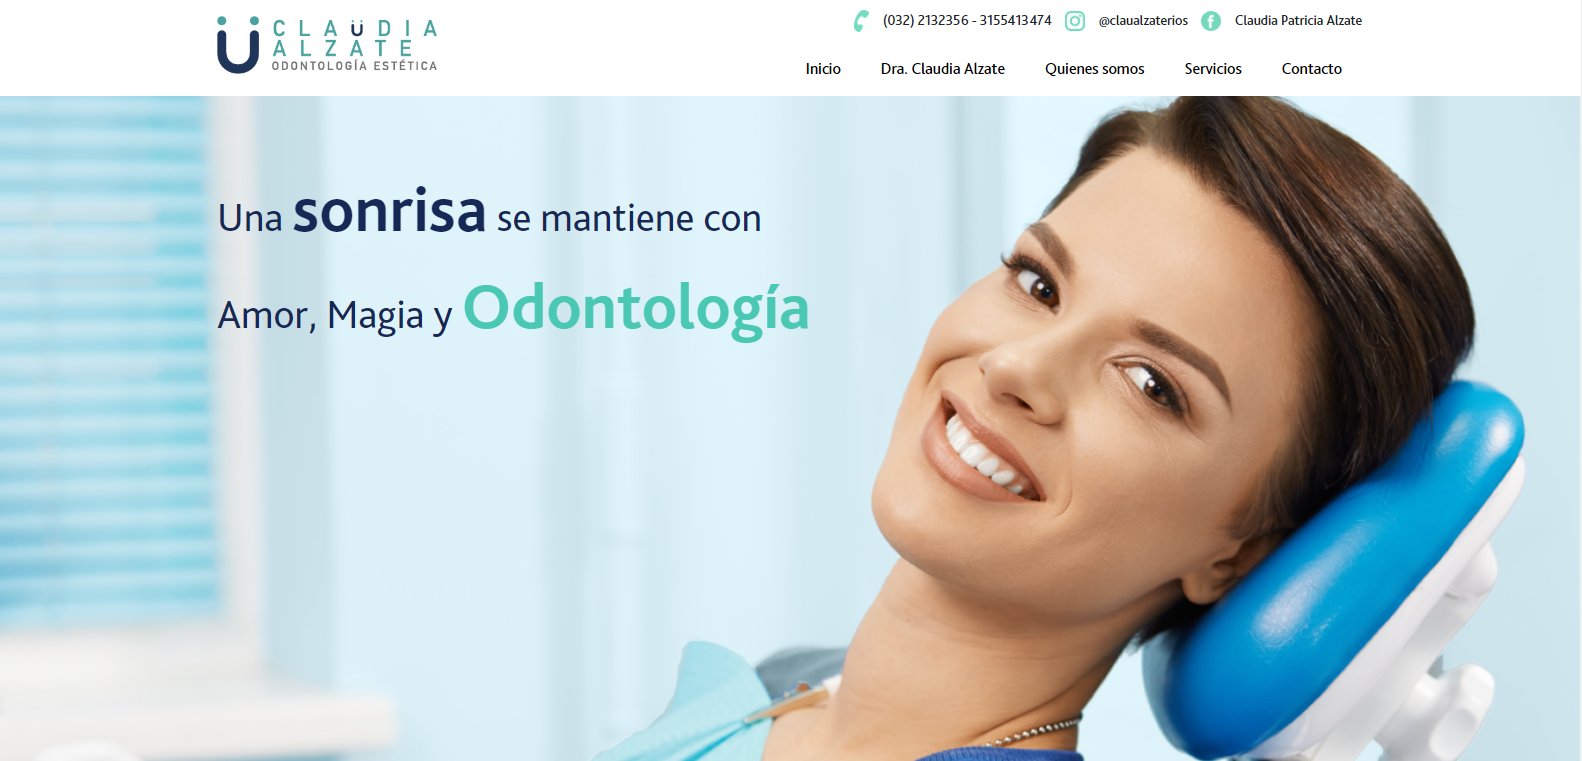 CLAÜDIA
ALZATE
ODONTOLOGÍA ESTÉTICA
(032) 2132356 - 3155413474 @claualzaterios Claudia Patricia Alzate
Inicio Dra. Claudia Alzate Quienes somos Servicios Contacto
Una sonrisa se mantiene con
Amor, Magia y Odontología